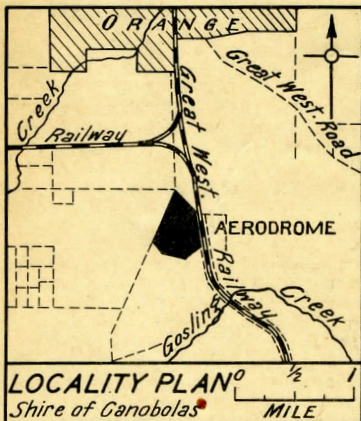 ORANGE
Creek
Railway
Great West
Railway
Great West. Road
AERODROME
Gosling
Creek
LOCALITY PLAN
Shire of Canobolas
0 ½ 1
MILE